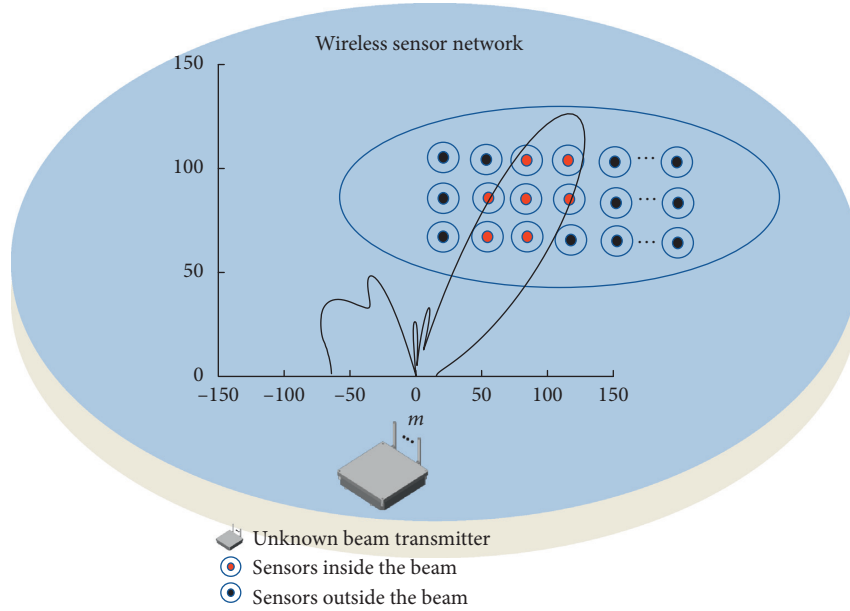 Wireless sensor network
150
100
50
0
–150 –100 –50 0 50 100 150
m
Unknown beam transmitter
Sensors inside the beam
Sensors outside the beam